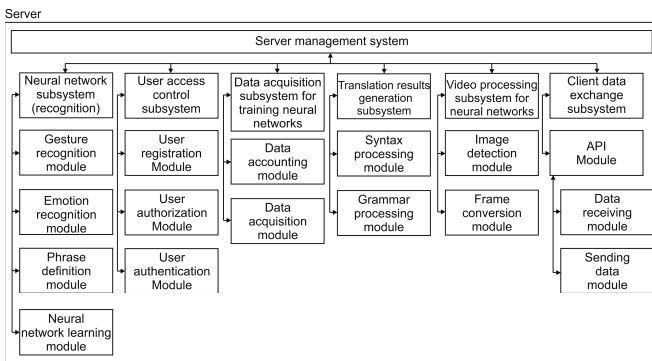 Server
Server management system
Neural network
subsystem
(recognition)
User access
control
subsystem
Data acquisition
subsystem for
training neural
networks
Translation results
generation
subsystem
Video processing
subsystem for
neural networks
Client data
exchange
subsystem
Gesture
recognition
module
User
registration
Module
Data
accounting
module
Syntax
processing
module
Image
detection
module
API
Module
Emotion
recognition
module
User
authorization
Module
Data
acquisition
module
Grammar
processing
module
Frame
conversion
module
Data
receiving
module
Phrase
definition
module
User
authentication
Module
Sending
data
module
Neural
network learning
module